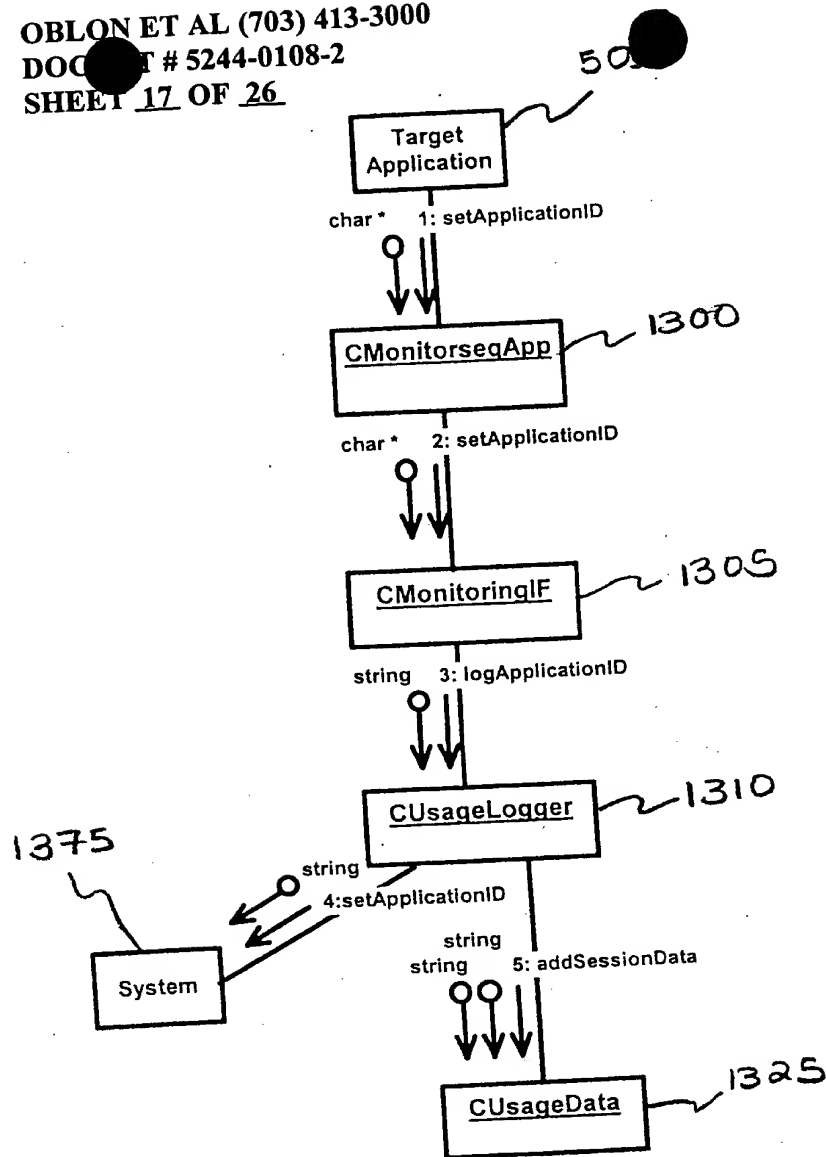 OBLON ET AL (703) 413-3000
# 5244-0108-2
SHEET 17 OF 26
Target
Application
char * 1: setApplicationID
CMonitorseqApp
1300
char * 2: setApplicationID
CMonitoringIF
1305
string 3: logApplicationID
CUsageLogger
1310
1375
string
4:setApplicationID
System
string
string 5: addSessionData
CUsageData
1325